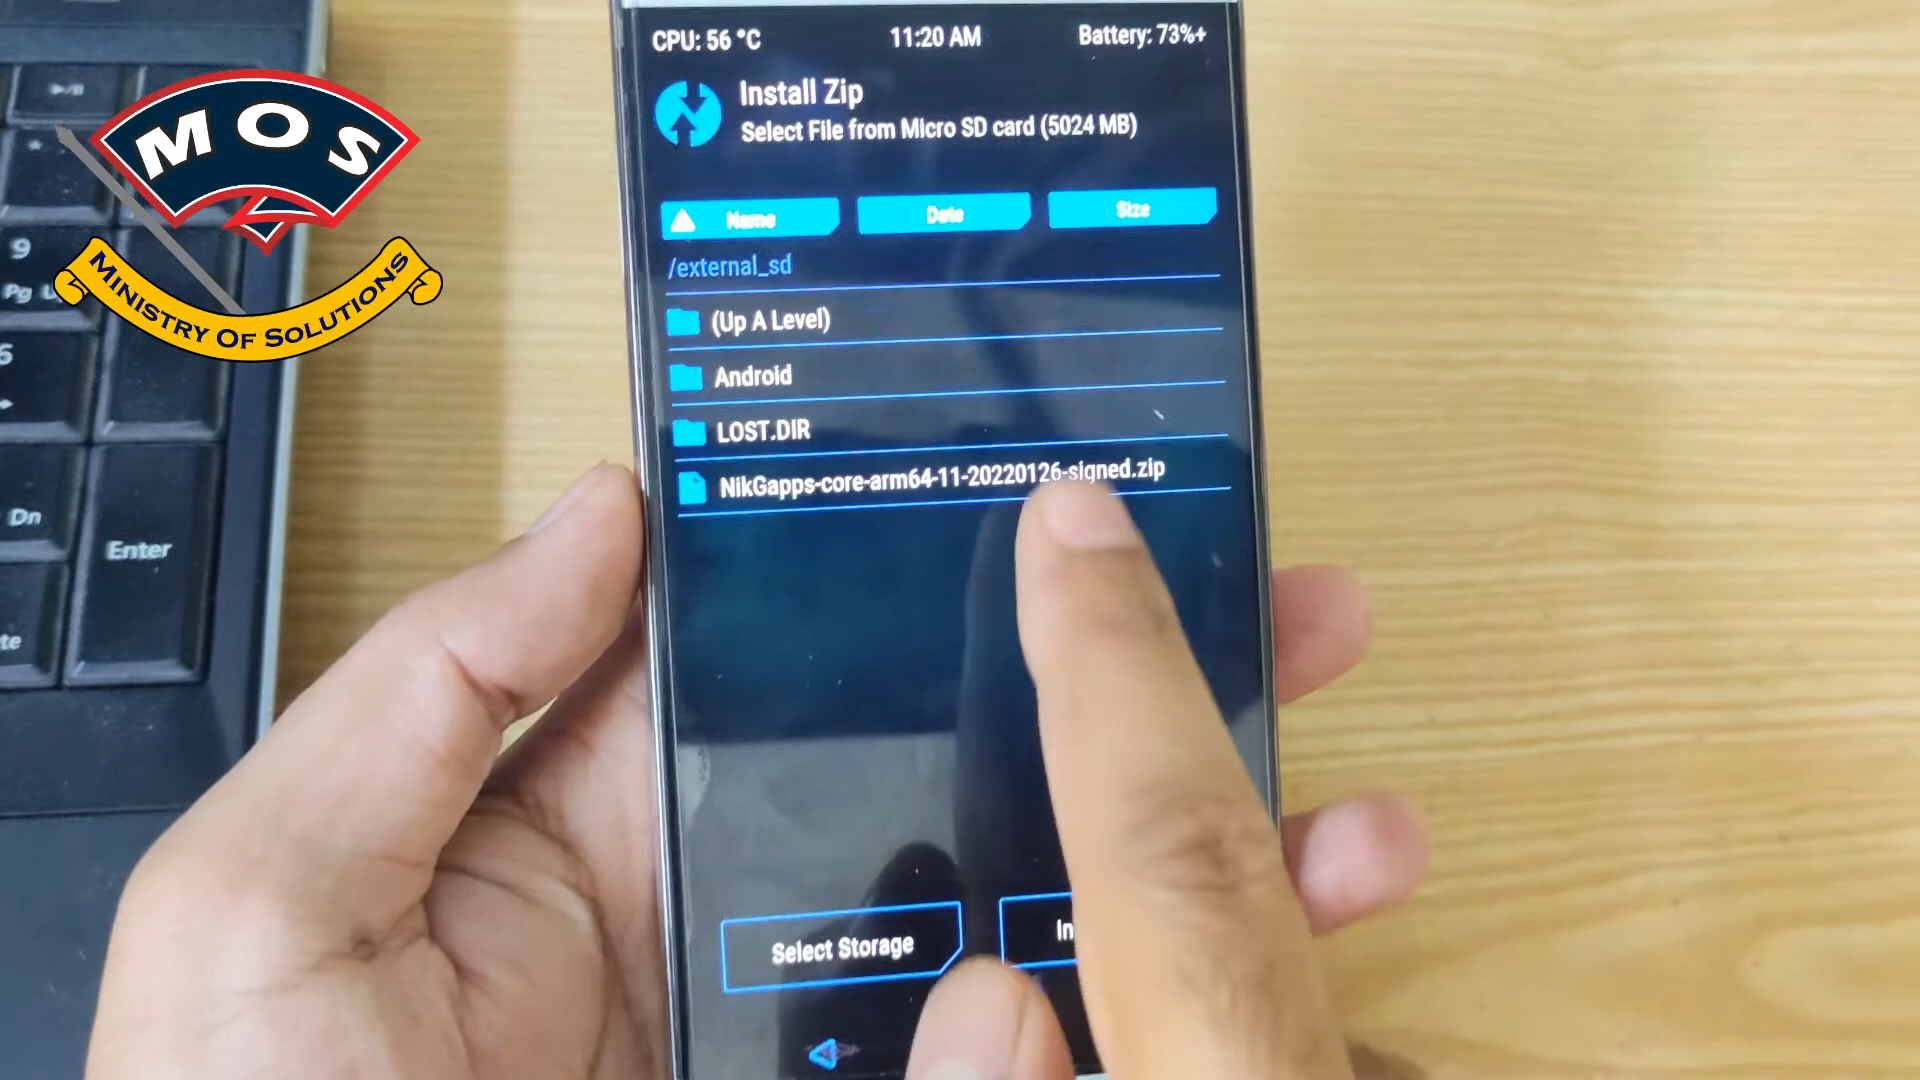 CPU: 56 °C 11:20 AM Battery: 73%+
Install Zip
Select File from Micro SD card (5024 MB)
Name Date Size
/external_sd
(Up A Level)
Android
LOST.DIR
NikGapps-core-arm64-11-20220126-signed.zip
Select Storage
MOS
MINISTRY OF SOLUTIONS
9
Pg
6
Dn
Enter